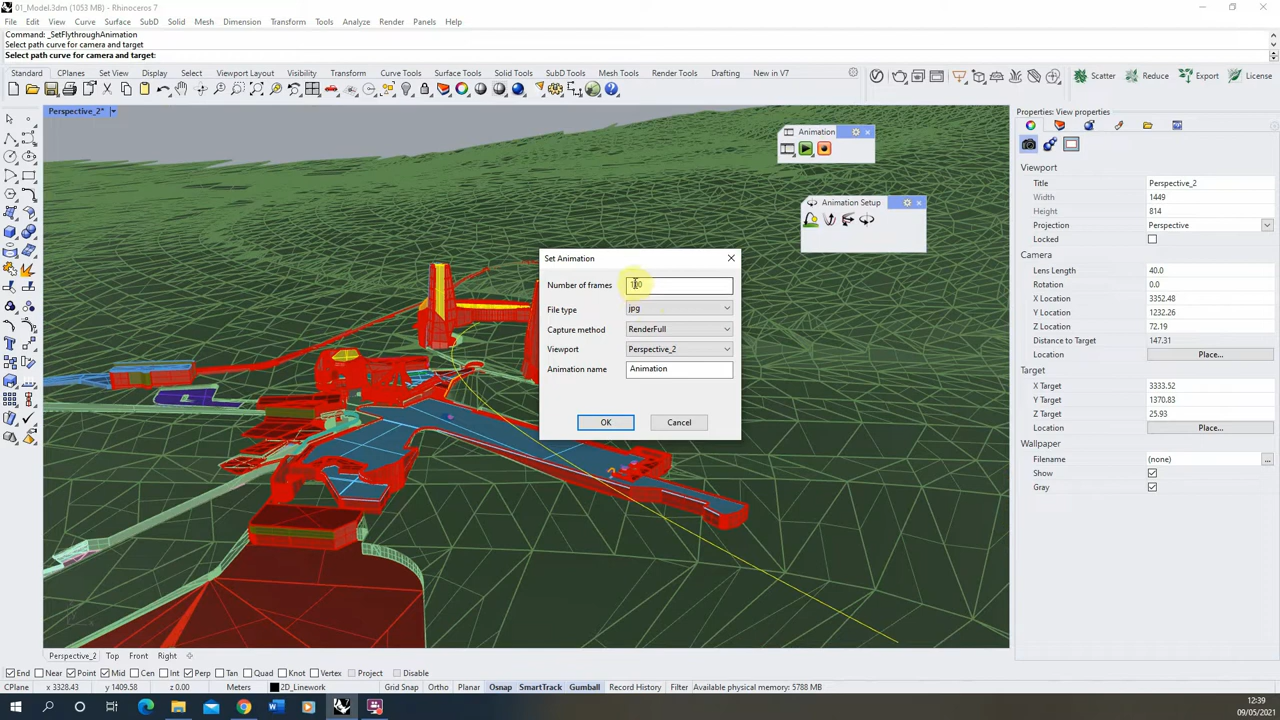 01_Model.3dm (1053 MB) - Rhinoceros 7
File Edit View Curve Surface SubD Solid Mesh Dimension Transform Tools Analyze Render Panels Help
Command: _SetFlythroughAnimation
Select path curve for camera and target
Select path curve for camera and target:
Standard CPlanes Set View Display Select Viewport Layout Visibility Transform Curve Tools Surface Tools Solid Tools SubD Tools Mesh Tools Render Tools Drafting New in V7
Scatter Reduce Export License
Perspective_2*
Animation
Animation Setup
Set Animation
Number of frames
File type jpg
Capture method RenderFull
Viewport Perspective_2
Animation name Animation
OK Cancel
Properties: View properties
Viewport
Title Perspective_2
Width 1449
Height 814
Projection Perspective
Locked
Camera
Lens Length 40.0
Rotation 0.0
X Location 3352.48
Y Location 1232.26
Z Location 72.19
Distance to Target 147.31
Location Place...
Target
X Target 3333.52
Y Target 1370.83
Z Target 25.93
Location Place...
Wallpaper
Filename (none) ...
Show
Gray
Perspective_2 Top Front Right
End Near Point Mid Cen Int Perp Tan Quad Knot Vertex Project Disable
CPlane x 3328.43 y 1409.58 z 0.00 Meters 2D_Linework Grid Snap Ortho Planar Osnap SmartTrack Gumball Record History Filter Available physical memory: 5788 MB
12:39
09/05/2021